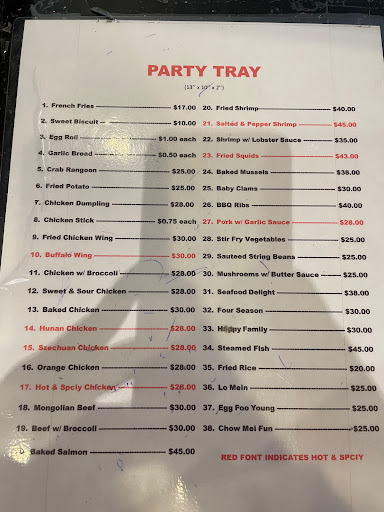 PARTY TRAY
(13" x 10" x 2")
1. French Fries $17.00
2. Sweet Biscuit $10.00
3. Egg Roll $1.00 each
4. Garlic Bread $0.50 each
5. Crab Rangoon $25.00
6. Fried Potato $25.00
7. Chicken Dumpling $28.00
8. Chicken Stick $0.75 each
9. Fried Chicken Wing $30.00
10. Buffalo Wing $30.00
11. Chicken w/ Broccoli $28.00
12. Sweet & Sour Chicken $28.00
13. Baked Chicken $30.00
14. Hunan Chicken $28.00
15. Szechuan Chicken $28.00
16. Orange Chicken $28.00
17. Hot & Spciy Chicken $28.00
18. Mongolian Beef $30.00
19. Beef w/ Broccoli $30.00
Baked Salmon $45.00
20. Fried Shrimp $40.00
21. Salted & Pepper Shrimp $45.00
22. Shrimp w/ Lobster Sauce $35.00
23. Fried Squids $43.00
24. Baked Mussels $38.00
25. Baby Clams $30.00
26. BBQ Ribs $40.00
27. Pork w/ Garlic Sauce $28.00
28. Stir Fry Vegetables $25.00
29. Sauteed String Beans $25.00
30. Mushrooms w/ Butter Sauce $25.00
31. Seafood Delight $38.00
32. Four Season $30.00
33. Happy Family $30.00
34. Steamed Fish $45.00
35. Fried Rice $20.00
36. Lo Mein $25.00
37. Egg Foo Young $25.00
38. Chow Mei Fun $25.00
RED FONT INDICATES HOT & SPCIY